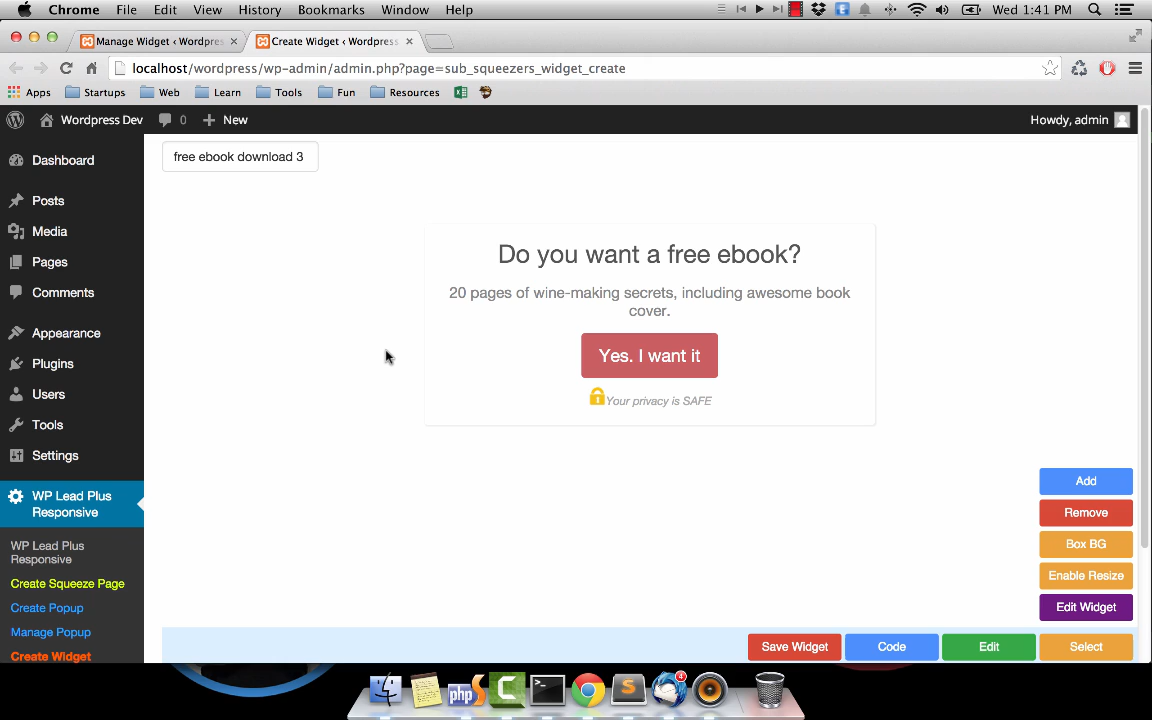 Chrome File Edit View History Bookmarks Window Help Wed 1:41 PM
Manage Widget ‹ Wordpres × Create Widget ‹ Wordpress ×
localhost/wordpress/wp-admin/admin.php?page=sub_squeezers_widget_create
Apps Startups Web Learn Tools Fun Resources
Wordpress Dev 0 + New Howdy, admin
Dashboard
Posts
Media
Pages
Comments
Appearance
Plugins
Users
Tools
Settings
WP Lead Plus
Responsive
WP Lead Plus
Responsive
Create Squeeze Page
Create Popup
Manage Popup
Create Widget
free ebook download 3
Do you want a free ebook?
20 pages of wine-making secrets, including awesome book
cover.
Yes. I want it
Your privacy is SAFE
Add
Remove
Box BG
Enable Resize
Edit Widget
Save Widget Code Edit Select
php C S 4